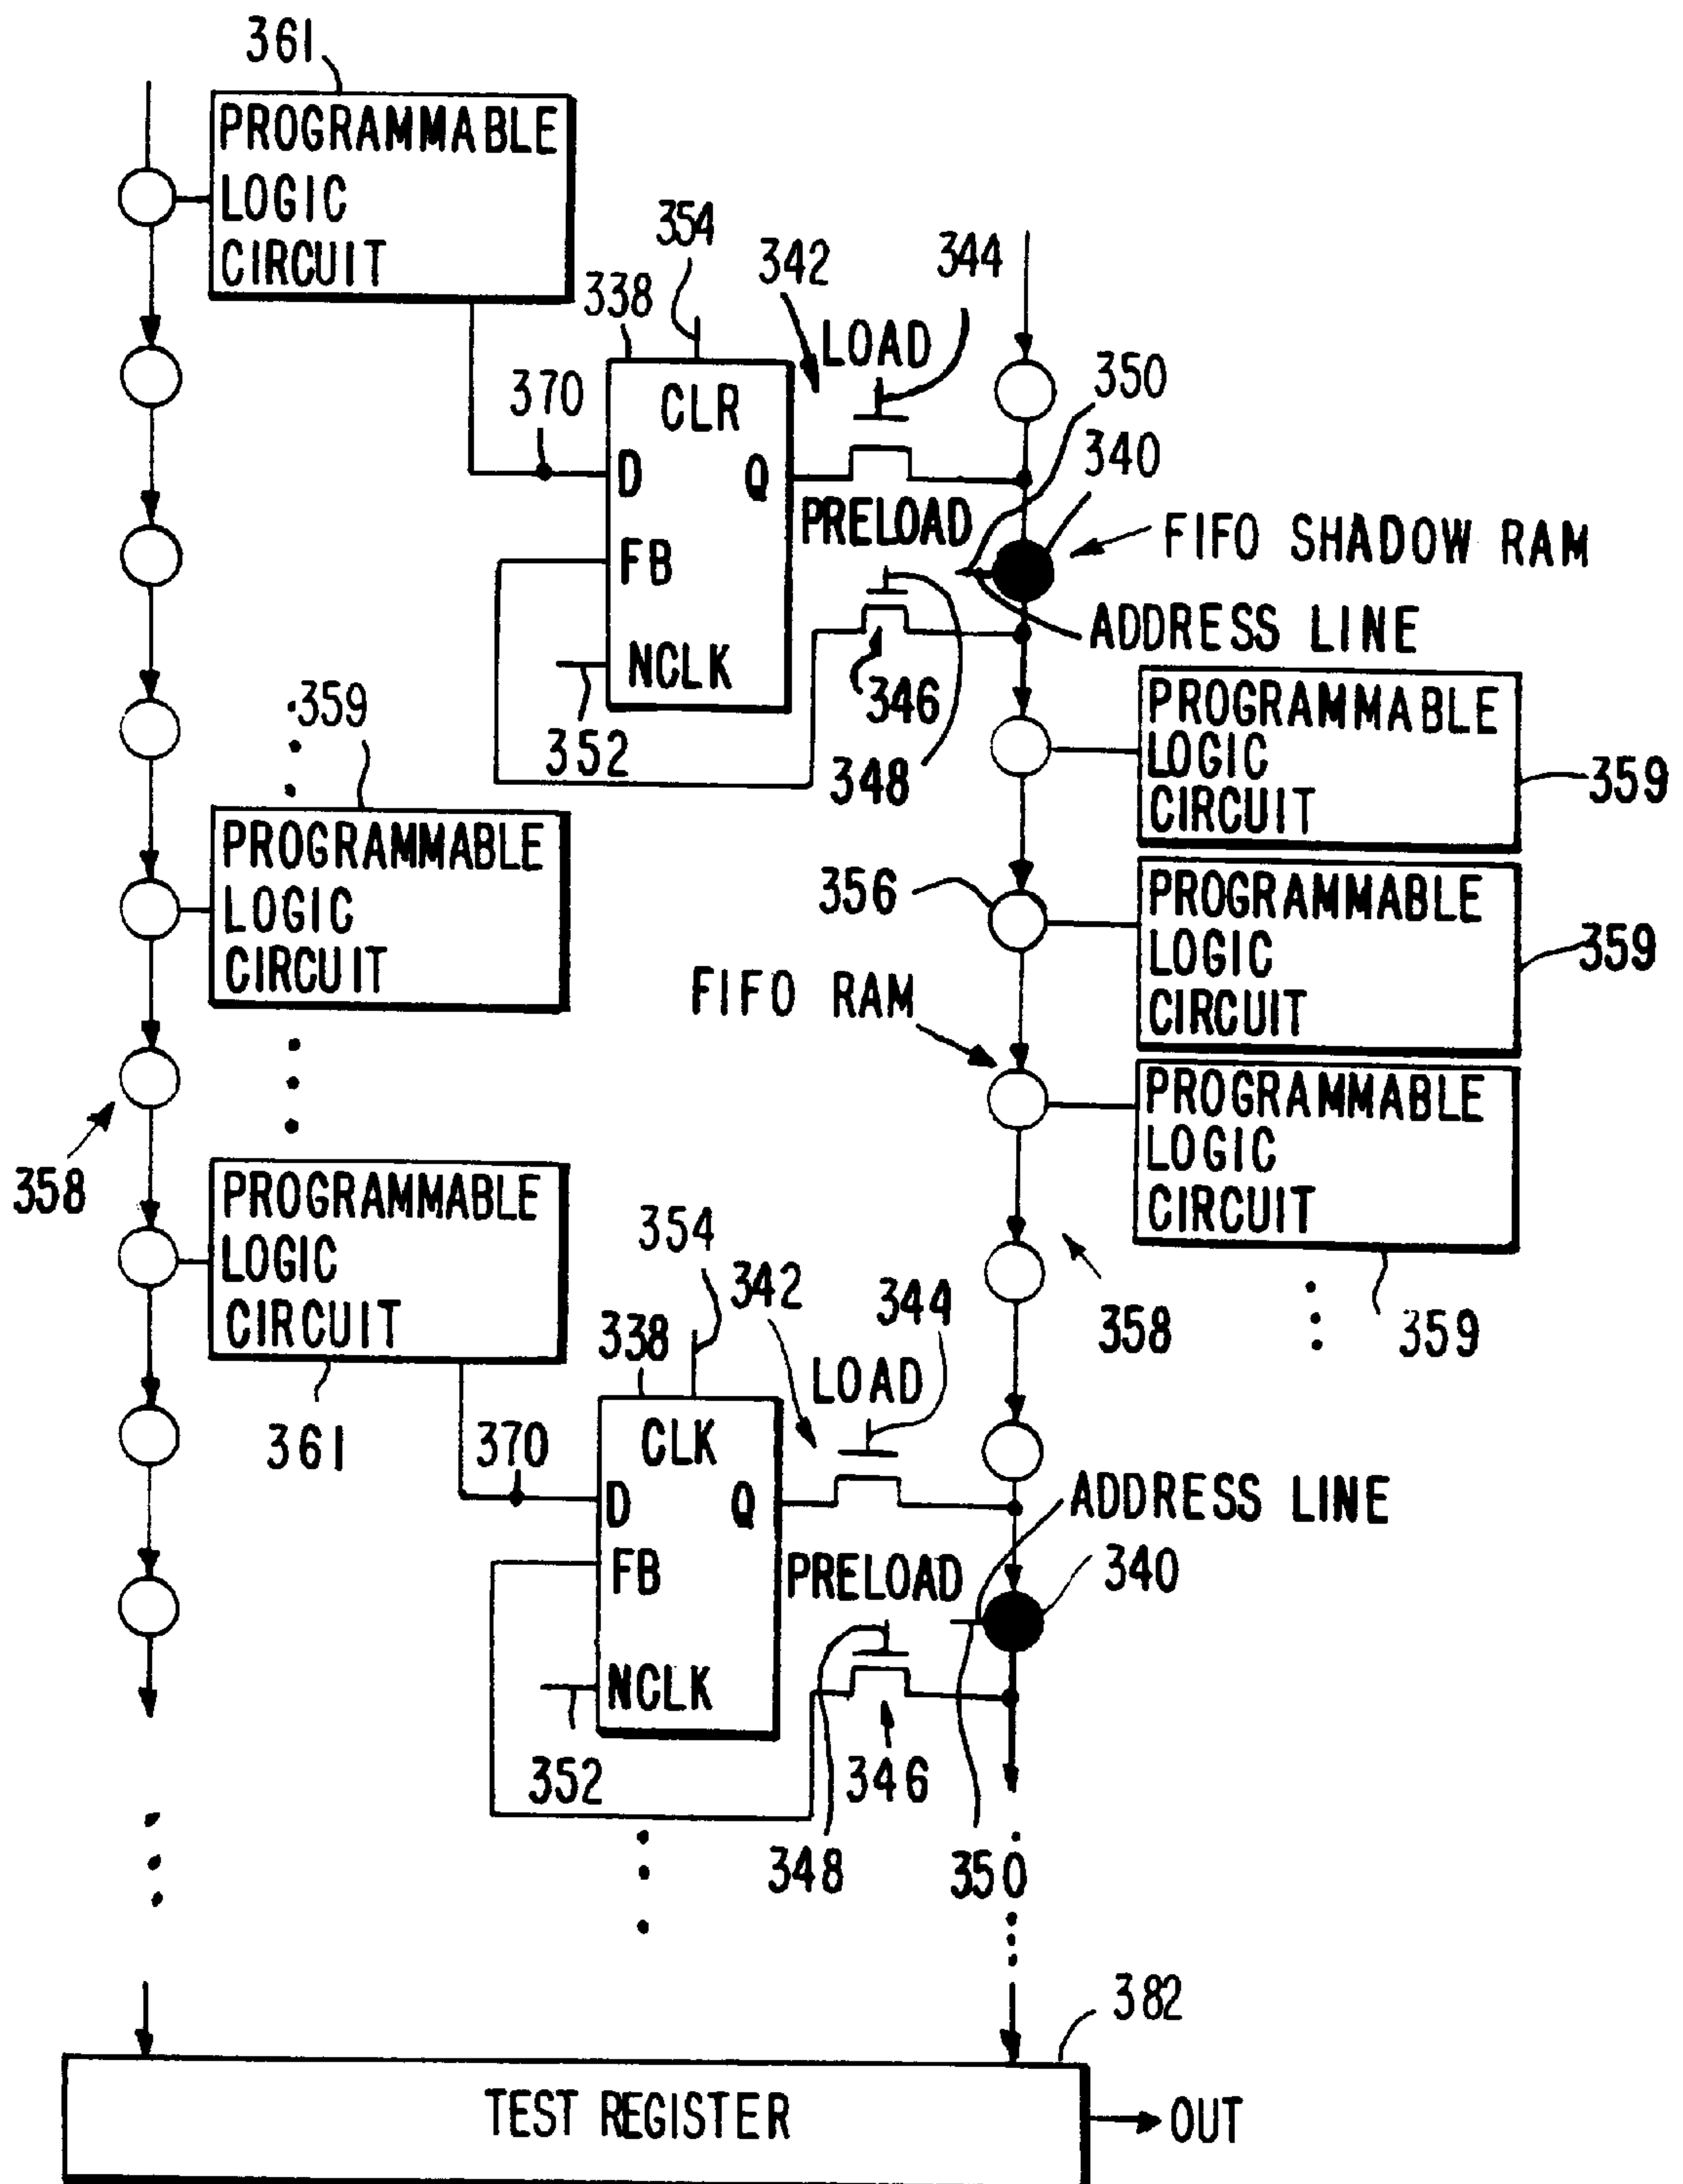 361
PROGRAMMABLE
LOGIC
CIRCUIT
354
342
344
338
LOAD
350
370
CLR
340
D
Q
PRELOAD
FIFO SHADOW RAM
FB
ADDRESS LINE
NCLK
346
359
352
348
PROGRAMMABLE
LOGIC
CIRCUIT
359
PROGRAMMABLE
LOGIC
CIRCUIT
356
PROGRAMMABLE
LOGIC
CIRCUIT
359
FIFO RAM
PROGRAMMABLE
LOGIC
CIRCUIT
358
PROGRAMMABLE
LOGIC
CIRCUIT
354
342
344
358
359
338
LOAD
361
370
CLK
D
Q
ADDRESS LINE
FB
PRELOAD
340
NCLK
352
346
348
350
382
TEST REGISTER
OUT